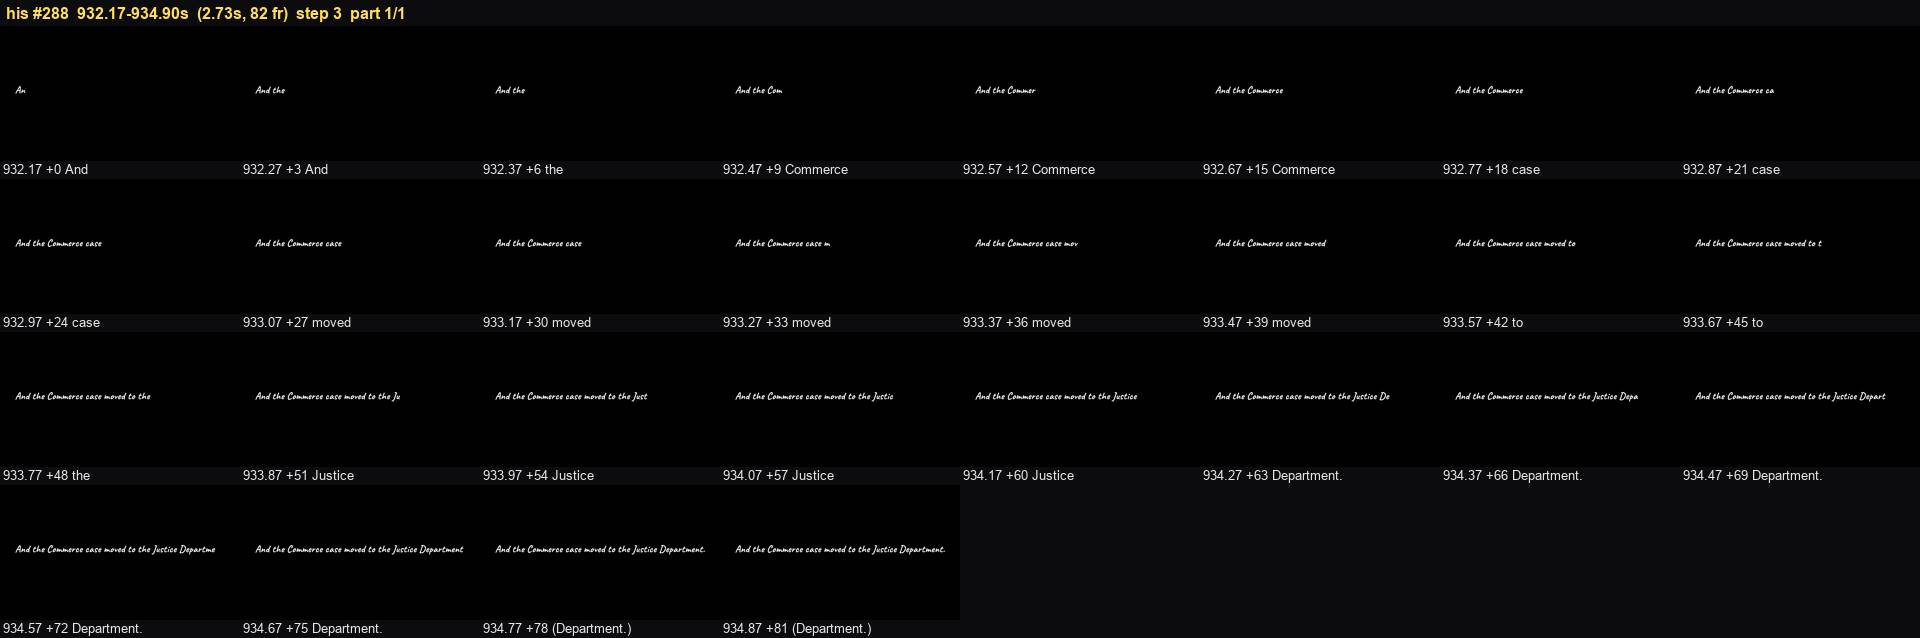 his #288 932.17-934.90s (2.73s, 82 fr) step 3 part 1/1
An
And the
And the
And the Com
And the Commer
And the Commerce
And the Commerce
And the Commerce ca
932.17 +0 And
932.27 +3 And
932.37 +6 the
932.47 +9 Commerce
932.57 +12 Commerce
932.67 +15 Commerce
932.77 +18 case
932.87 +21 case
And the Commerce case
And the Commerce case
And the Commerce case
And the Commerce case m
And the Commerce case mov
And the Commerce case moved
And the Commerce case moved to
And the Commerce case moved to t
932.97 +24 case
933.07 +27 moved
933.17 +30 moved
933.27 +33 moved
933.37 +36 moved
933.47 +39 moved
933.57 +42 to
933.67 +45 to
And the Commerce case moved to the
And the Commerce case moved to the Ju
And the Commerce case moved to the Just
And the Commerce case moved to the Justic
And the Commerce case moved to the Justice
And the Commerce case moved to the Justice De
And the Commerce case moved to the Justice Depa
And the Commerce case moved to the Justice Depart
933.77 +48 the
933.87 +51 Justice
933.97 +54 Justice
934.07 +57 Justice
934.17 +60 Justice
934.27 +63 Department.
934.37 +66 Department.
934.47 +69 Department.
And the Commerce case moved to the Justice Departme
And the Commerce case moved to the Justice Department
And the Commerce case moved to the Justice Department.
And the Commerce case moved to the Justice Department.
934.57 +72 Department.
934.67 +75 Department.
934.77 +78 (Department.)
934.87 +81 (Department.)